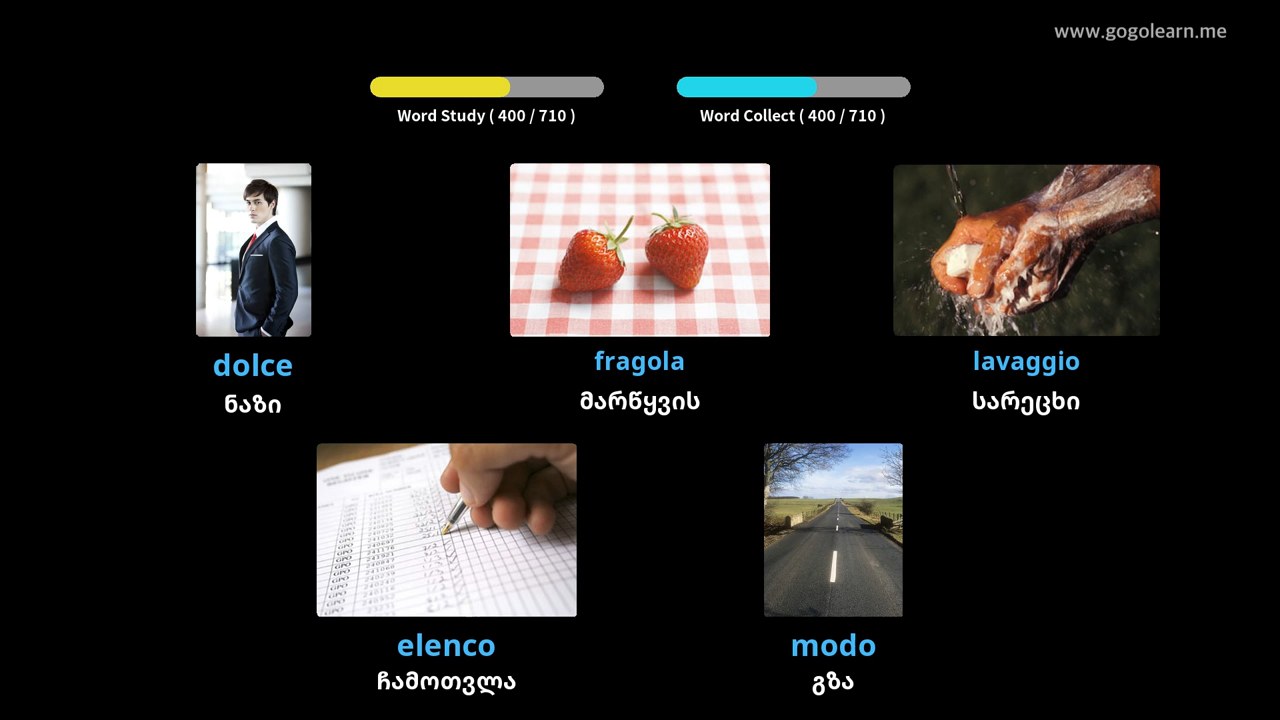 www.gogolearn.me
Word Study ( 400 / 710 )
Word Collect ( 400 / 710 )
dolce
ნაზი
fragola
მარწყვის
lavaggio
სარეცხი
elenco
ჩამოთვლა
modo
გზა